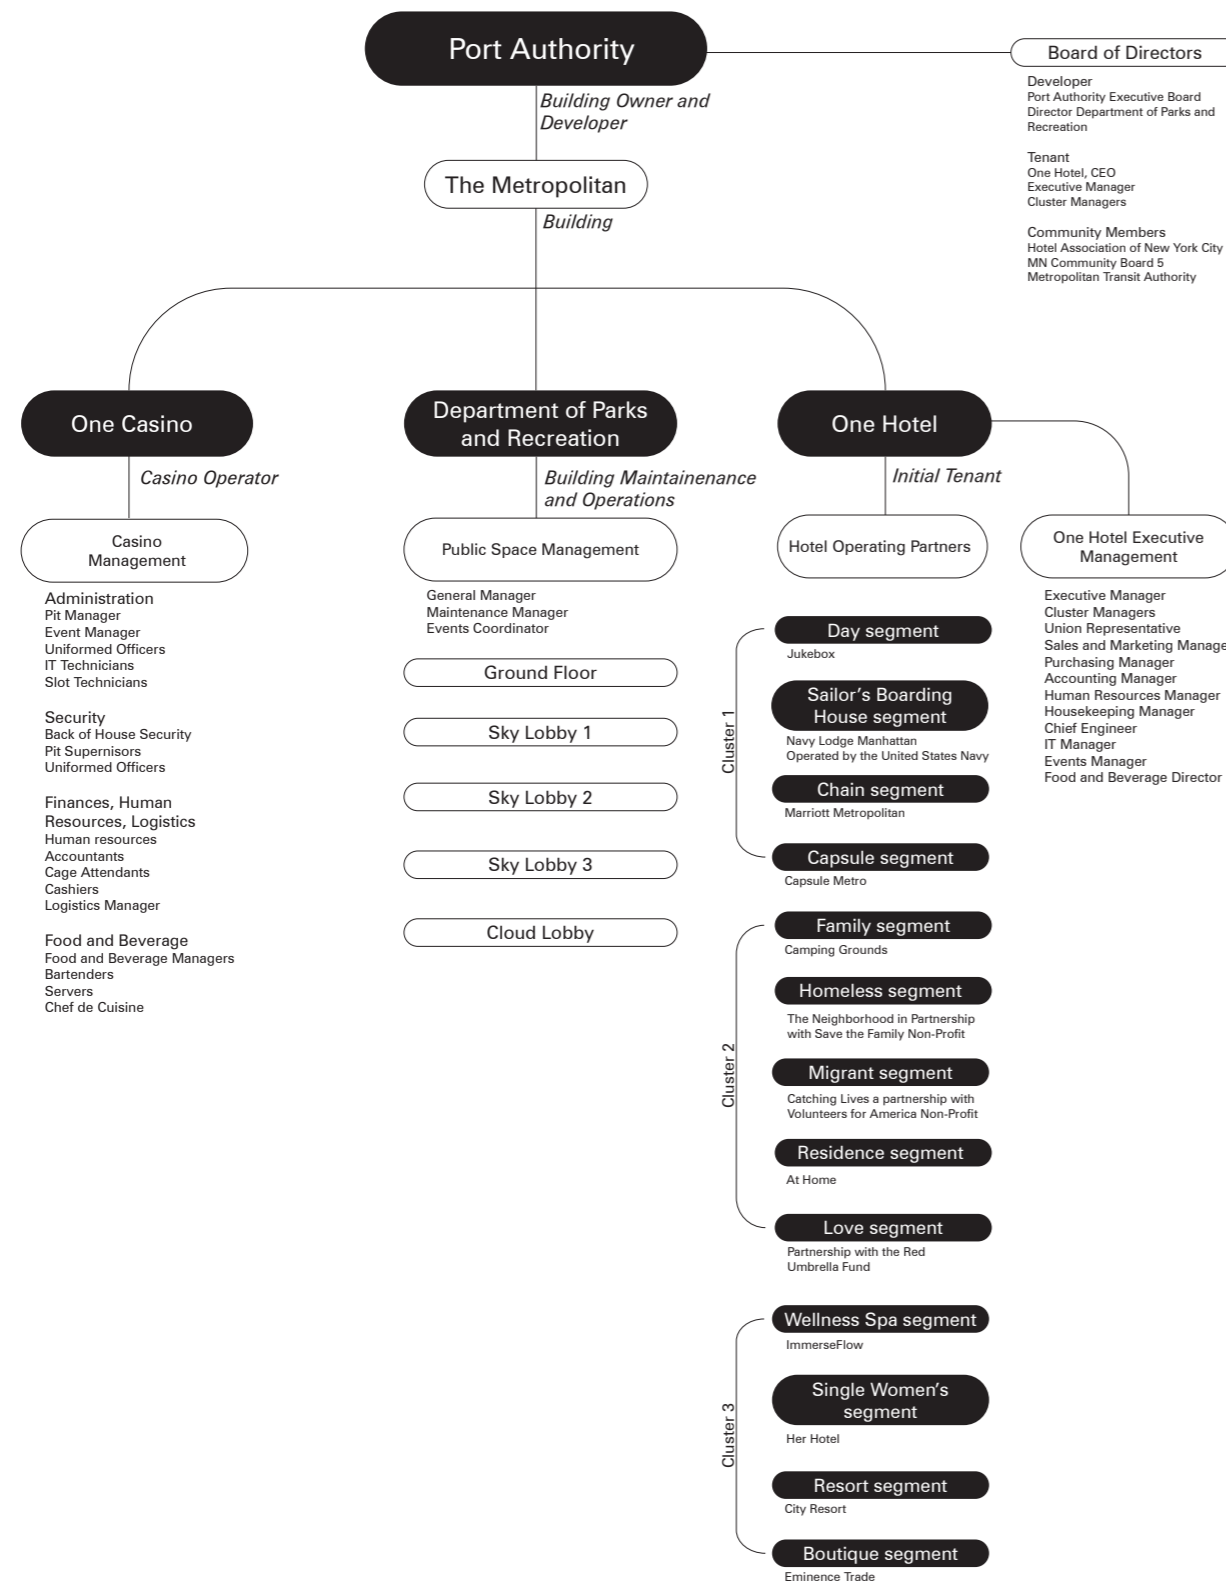 Port Authority
Building Owner and
Developer
The Metropolitan
Building
Board of Directors
Developer
Port Authority Executive Board
Director Department of Parks and
Recreation
Tenant
One Hotel, CEO
Executive Manager
Cluster Managers
Community Members
Hotel Association of New York City
MN Community Board 5
Metropolitan Transit Authority
One Casino
Casino Operator
Casino
Management
Administration
Pit Manager
Event Manager
Uniformed Officers
IT Technicians
Slot Technicians
Security
Back of House Security
Pit Supernisors
Uniformed Officers
Finances, Human
Resources, Logistics
Human resources
Accountants
Cage Attendants
Cashiers
Logistics Manager
Food and Beverage
Food and Beverage Managers
Bartenders
Servers
Chef de Cuisine
Department of Parks
and Recreation
Building Maintainenance
and Operations
Public Space Management
General Manager
Maintenance Manager
Events Coordinator
Ground Floor
Sky Lobby 1
Sky Lobby 2
Sky Lobby 3
Cloud Lobby
One Hotel
Initial Tenant
Hotel Operating Partners
Cluster 1
Day segment
Jukebox
Sailor's Boarding
House segment
Navy Lodge Manhattan
Operated by the United States Navy
Chain segment
Marriott Metropolitan
Capsule segment
Capsule Metro
Cluster 2
Family segment
Camping Grounds
Homeless segment
The Neighborhood in Partnership
with Save the Family Non-Profit
Migrant segment
Catching Lives a partnership with
Volunteers for America Non-Profit
Residence segment
At Home
Love segment
Partnership with the Red
Umbrella Fund
Cluster 3
Wellness Spa segment
ImmerseFlow
Single Women's
segment
Her Hotel
Resort segment
City Resort
Boutique segment
Eminence Trade
One Hotel Executive
Management
Executive Manager
Cluster Managers
Union Representative
Sales and Marketing Manage
Purchasing Manager
Accounting Manager
Human Resources Manager
Housekeeping Manager
Chief Engineer
IT Manager
Events Manager
Food and Beverage Director